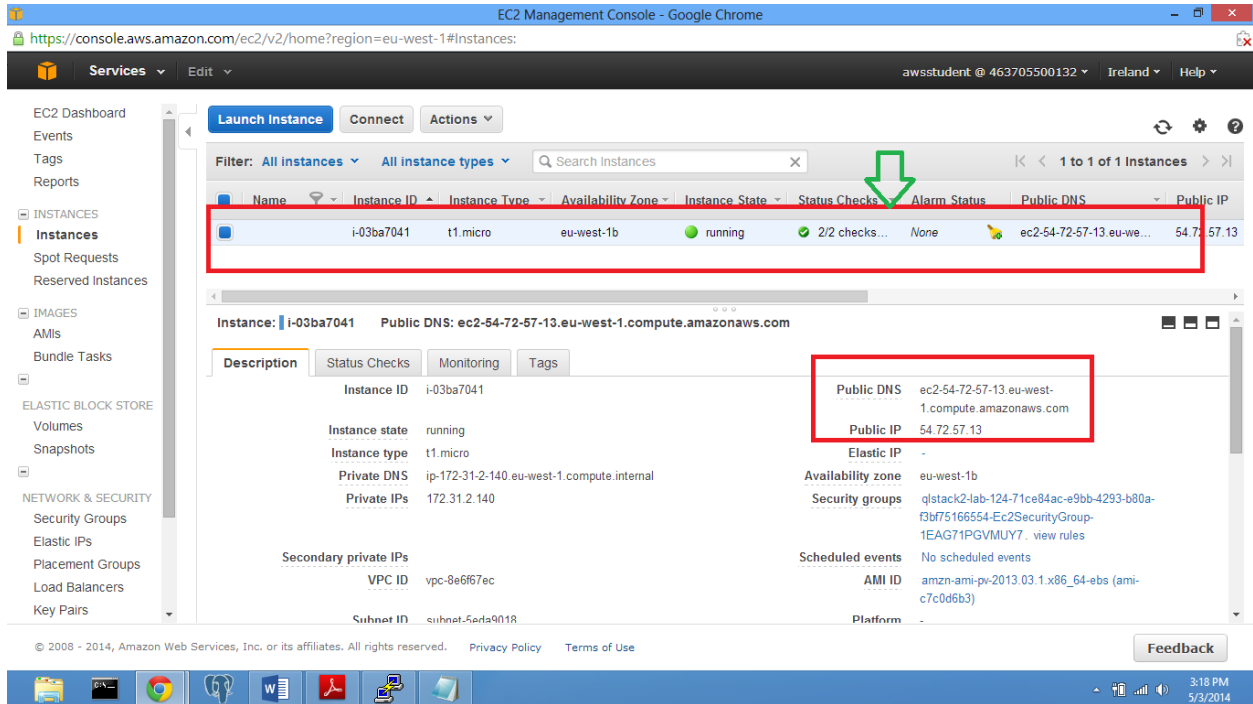 EC2 Management Console - Google Chrome
https://console.aws.amazon.com/ec2/v2/home?region=eu-west-1#Instances:
Services Edit awsstudent @ 463705500132 Ireland Help
EC2 Dashboard
Events
Tags
Reports
INSTANCES
Instances
Spot Requests
Reserved Instances
IMAGES
AMIs
Bundle Tasks
ELASTIC BLOCK STORE
Volumes
Snapshots
NETWORK & SECURITY
Security Groups
Elastic IPs
Placement Groups
Load Balancers
Key Pairs
Launch Instance Connect Actions
Filter: All instances All instance types Search Instances 1 to 1 of 1 Instances
Name Instance ID Instance Type Availability Zone Instance State Status Checks Alarm Status Public DNS Public IP
i-03ba7041 t1.micro eu-west-1b running 2/2 checks... None ec2-54-72-57-13.eu-we... 54.72.57.13
Instance: i-03ba7041 Public DNS: ec2-54-72-57-13.eu-west-1.compute.amazonaws.com
Description Status Checks Monitoring Tags
Instance ID i-03ba7041
Instance state running
Instance type t1.micro
Private DNS ip-172-31-2-140.eu-west-1.compute.internal
Private IPs 172.31.2.140
Secondary private IPs
VPC ID vpc-8e6f67ec
Subnet ID subnet-5eda9018
Public DNS ec2-54-72-57-13.eu-west-
1.compute.amazonaws.com
Public IP 54.72.57.13
Elastic IP -
Availability zone eu-west-1b
Security groups qlstack2-lab-124-71ce84ac-e9bb-4293-b80a-
f3bf75166554-Ec2SecurityGroup-
1EAG71PGVMUY7. view rules
Scheduled events No scheduled events
AMI ID amzn-ami-pv-2013.03.1.x86_64-ebs (ami-
c7c0d6b3)
Platform -
© 2008 - 2014, Amazon Web Services, Inc. or its affiliates. All rights reserved. Privacy Policy Terms of Use Feedback
3:18 PM
5/3/2014